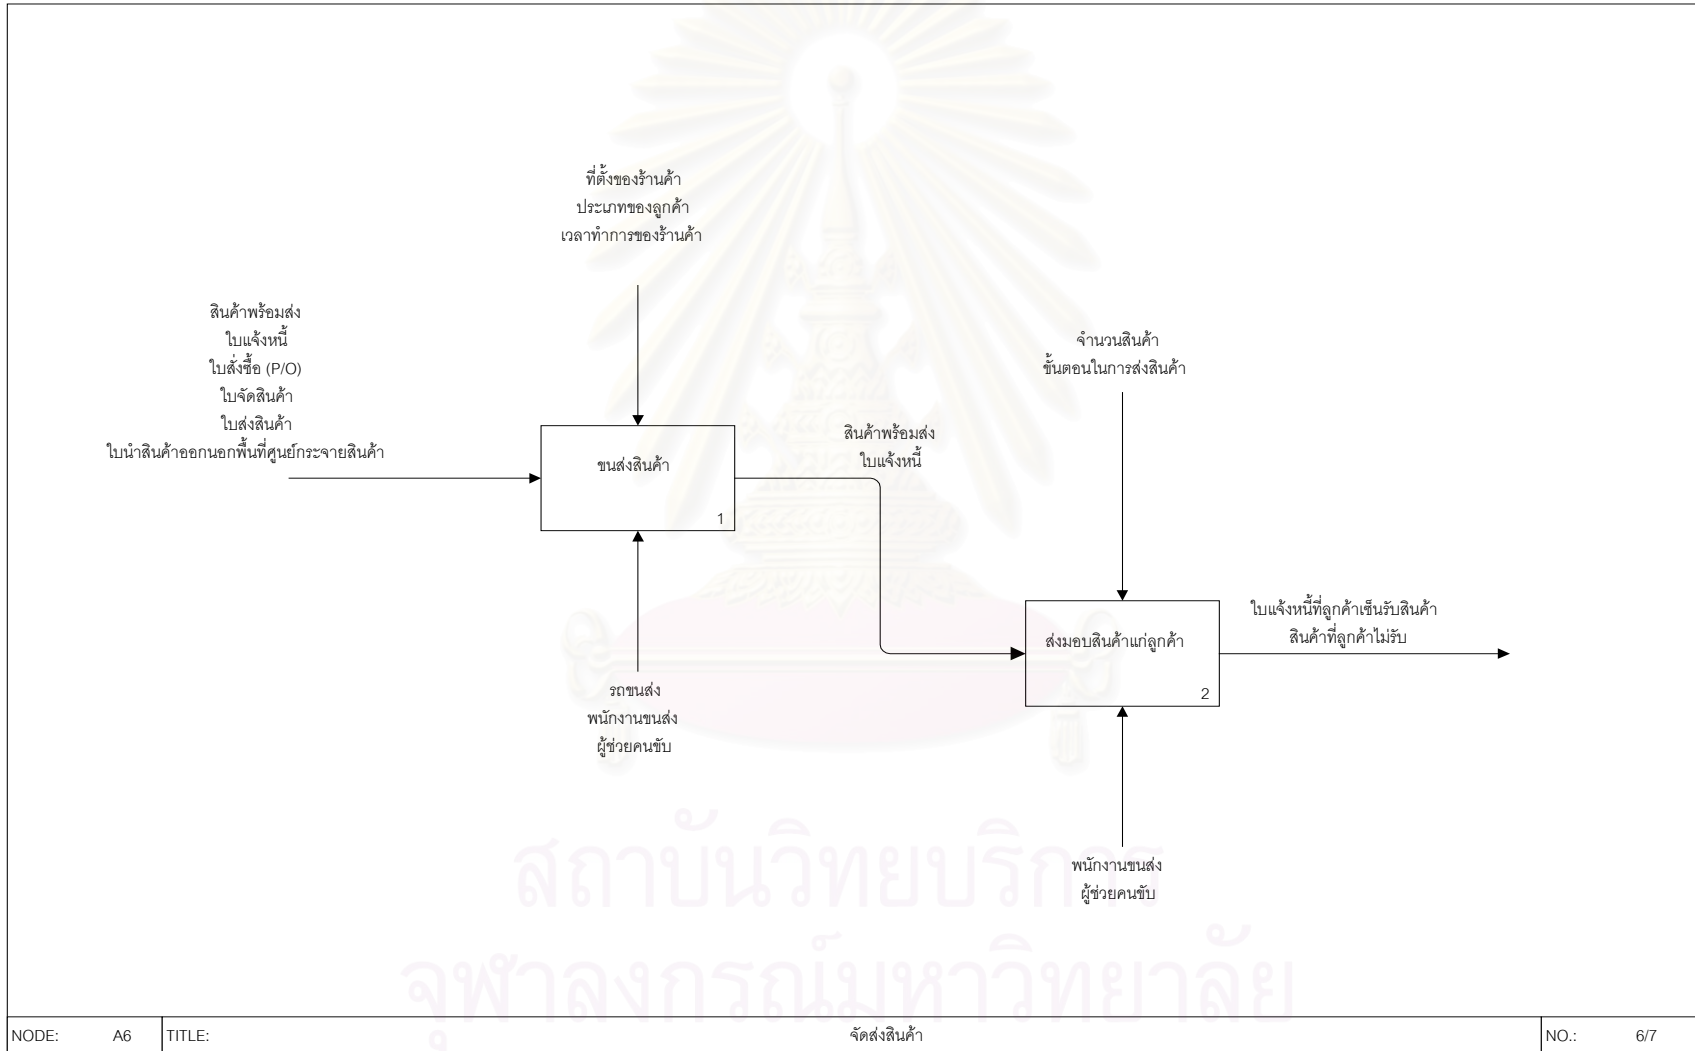 ที่ตั้งของร้านค้า
ประเภทของลูกค้า
เวลาทำการของร้านค้า
สินค้าพร้อมส่ง
ใบแจ้งหนี้
ใบสั่งซื้อ (P/O)
ใบจัดสินค้า
ใบส่งสินค้า
ใบนำสินค้าออกนอกพื้นที่ศูนย์กระจายสินค้า
จำนวนสินค้า
ขั้นตอนในการส่งสินค้า
ขนส่งสินค้า
1
สินค้าพร้อมส่ง
ใบแจ้งหนี้
รถขนส่ง
พนักงานขนส่ง
ผู้ช่วยคนขับ
ส่งมอบสินค้าแก่ลูกค้า
2
ใบแจ้งหนี้ที่ลูกค้าเซ็นรับสินค้า
สินค้าที่ลูกค้าไม่รับ
พนักงานขนส่ง
ผู้ช่วยคนขับ
สถาบันวิทยบริการ
จุฬาลงกรณ์มหาวิทยาลัย
NODE: A6 TITLE: จัดส่งสินค้า NO.: 6/7